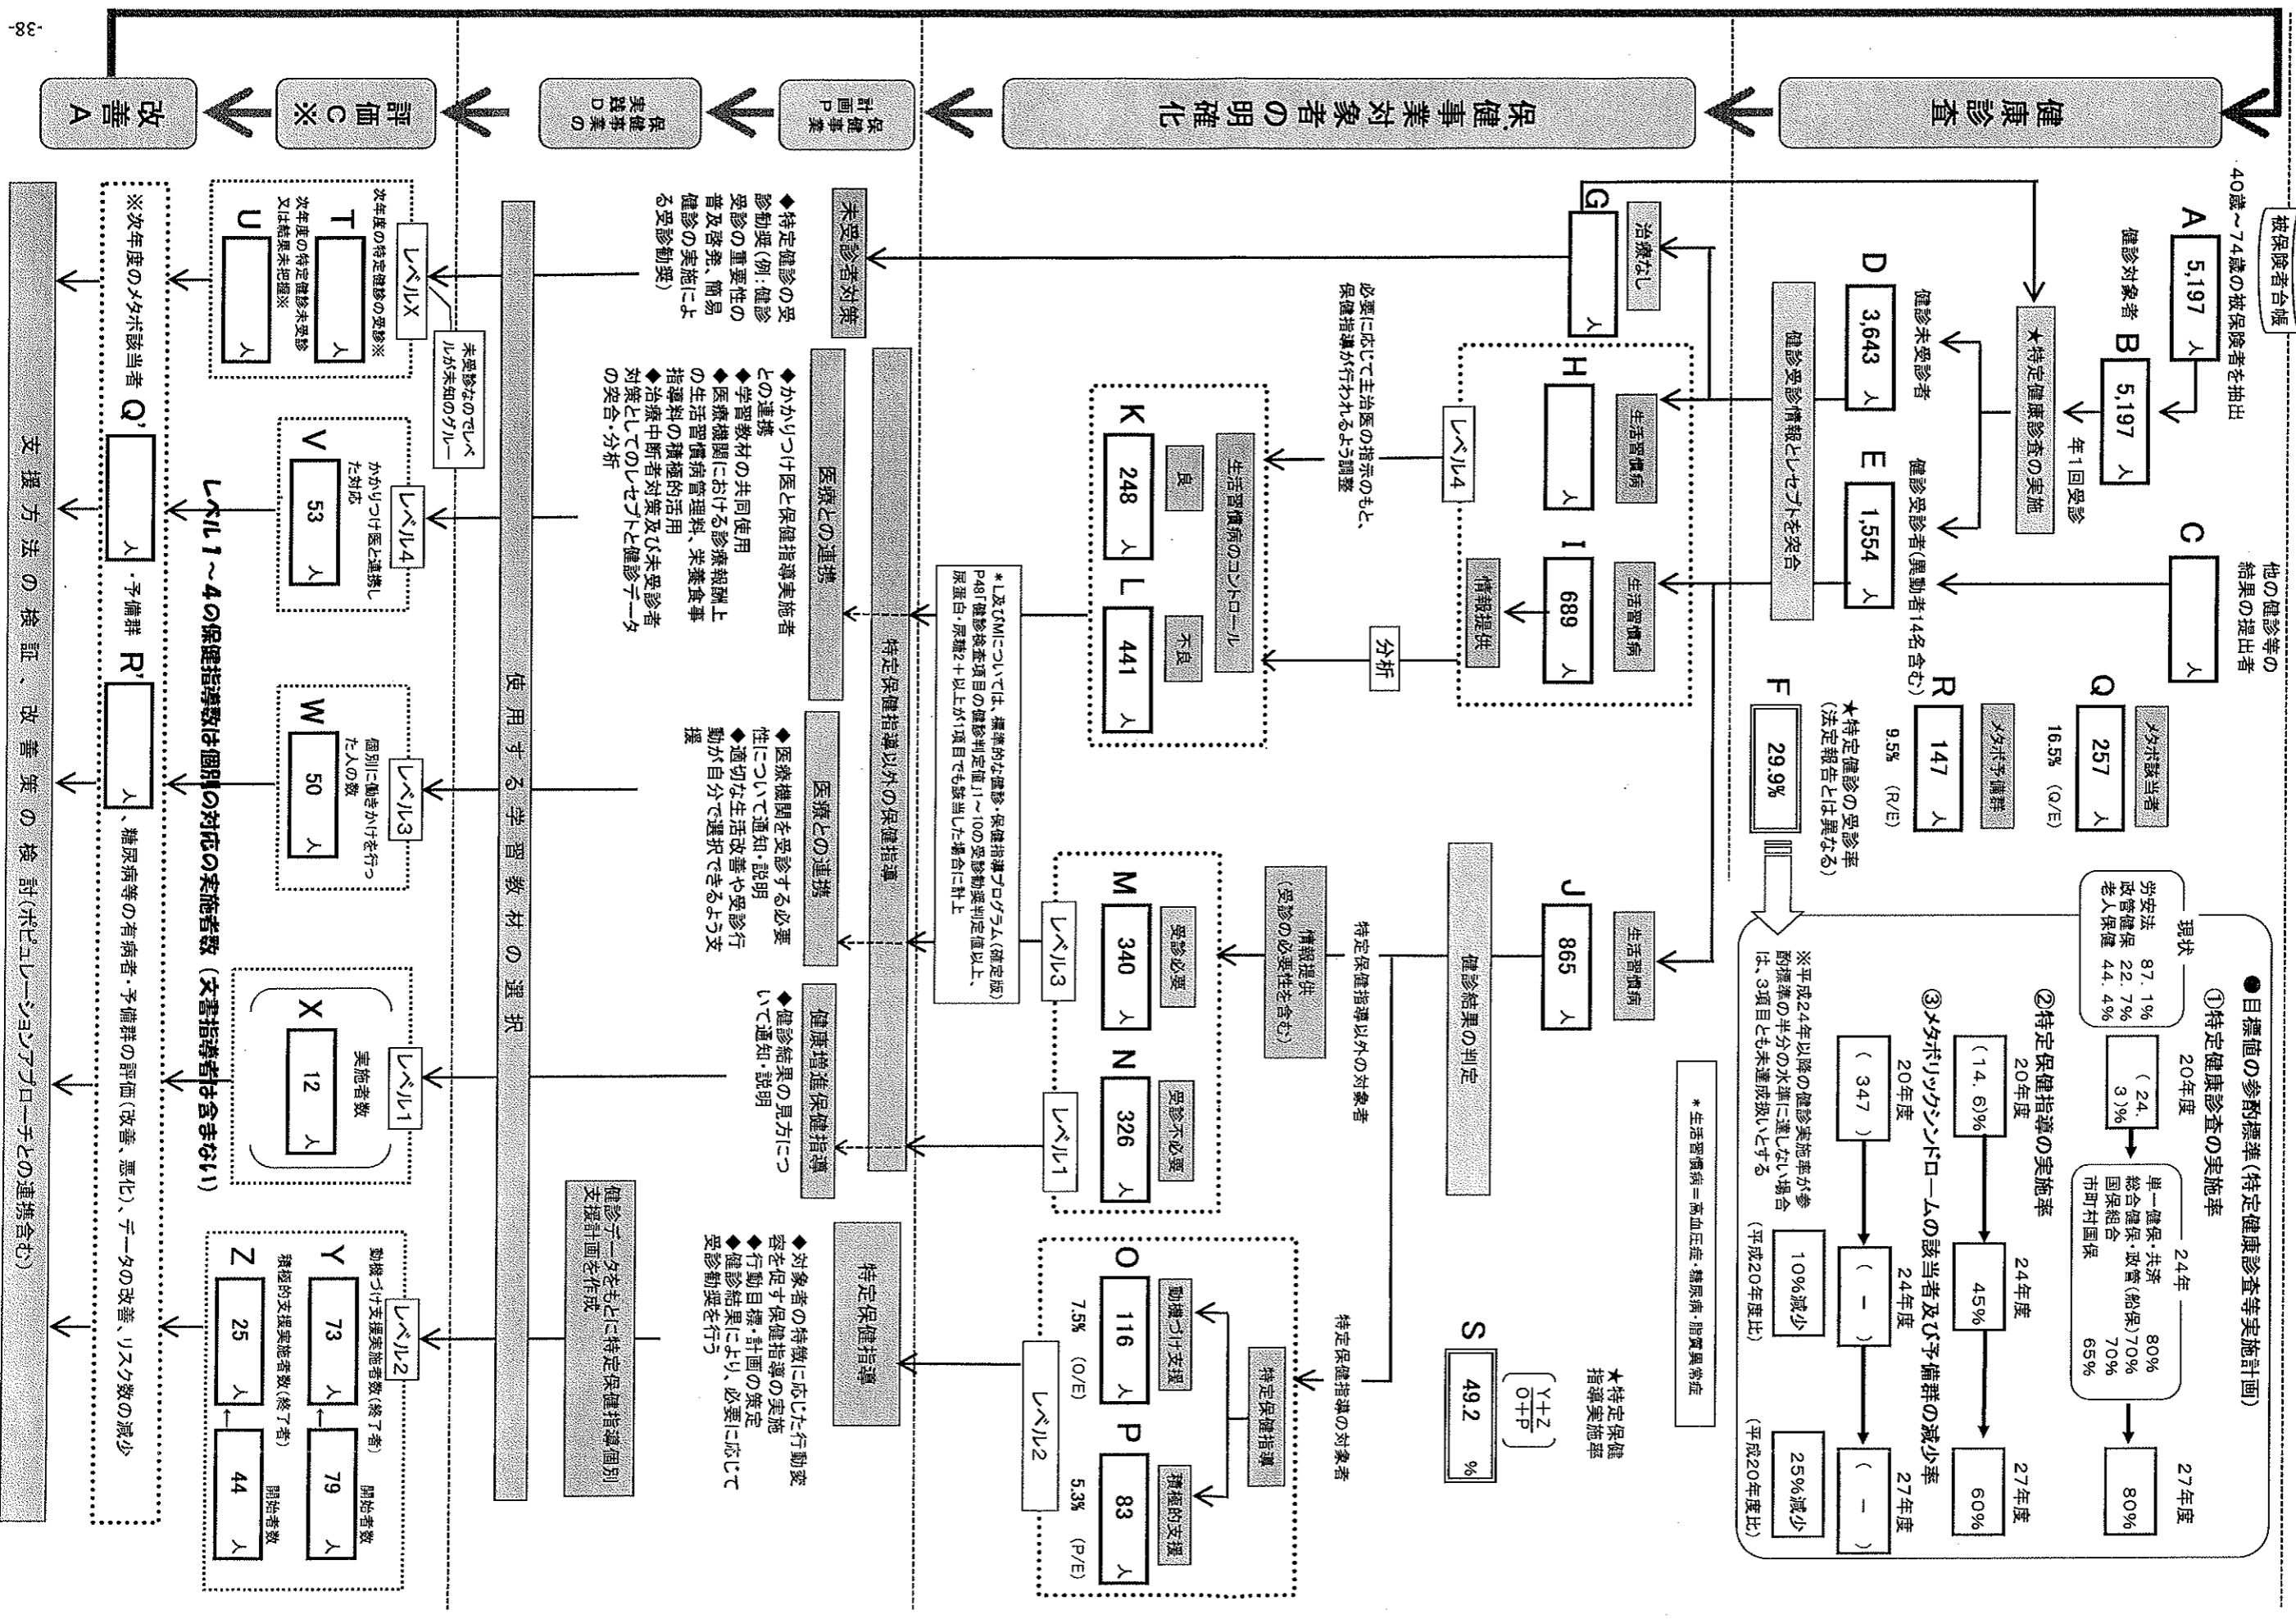 被保険者台帳
40歳～74歳の被保険者を抽出
A
5,197 人
健診対象者
B
5,197 人
年1回受診
★特定健康診査の実施
他の健診等の
結果の提出者
C
人
健診未受診者
D
3,643 人
健診受診者(異動者14名含む)
E
1,554 人
メタボ該当者
Q
257 人
16.5% (Q/E)
メタボ予備群
R
147 人
9.5% (R/E)
★特定健診の受診率
(法定報告とは異なる)
F
29.9%
●目標値の参酌標準(特定健康診査等実施計画)
①特定健康診査の実施率
現状
労安法 87.1%
政管健保 22.7%
老人保健 44.4%
20年度
(24.
3)%
24年
単一健保・共済 80%
総合健保・政管(船保)70%
国保組合 70%
市町村国保 65%
27年度
80%
②特定保健指導の実施率
20年度
(14.6)%
24年度
45%
27年度
60%
③メタボリックシンドロームの該当者及び予備群の減少率
20年度
( 347 )
24年度
( － )
27年度
( － )
10%減少
(平成20年度比)
25%減少
(平成20年度比)
※平成24年以降の健診実施率が参
酌標準の半分の水準に達しない場合
は、3項目とも未達成扱いとする
健康診査
健診受診情報とレセプトを突合
*生活習慣病＝高血圧症・糖尿病・脂質異常症
治療なし
G
人
生活習慣病
H
人
生活習慣病
I
689 人
情報提供
レベル4
生活習慣病
J
865 人
健診結果の判定
★特定保健
指導実施率
(Y+Z
O+P)
S
49.2 %
必要に応じて主治医の指示のもと、
保健指導が行われるよう調整
分析
特定保健指導以外の対象者
特定保健指導の対象者
生活習慣病のコントロール
良
K
248 人
不良
L
441 人
情報提供
(受診の必要性を含む)
受診必要
M
340 人
レベル3
受診不必要
N
326 人
レベル1
特定保健指導
動機づけ支援
O
116 人
7.5% (O/E)
積極的支援
P
83 人
5.3% (P/E)
レベル2
保健事業対象者の明確化
*L及びMについては、標準的な健診・保健指導プログラム(確定版)
P48「健診検査項目の健診判定値」1～10の受診勧奨判定値以上、
尿蛋白・尿糖2＋以上が1項目でも該当した場合に計上
保健事業
計画P
未受診者対策
特定保健指導以外の保健指導
医療との連携
医療との連携
健康増進保健指導
特定保健指導
◆特定健診の受
診勧奨(例:健診
受診の重要性の
普及啓発、簡易
健診の実施によ
る受診勧奨)
◆かかりつけ医と保健指導実施者
との連携
◆学習教材の共同使用
◆医療機関における診療報酬上
の生活習慣病管理料、栄養食事
指導料の積極的活用
◆治療中断者対策及び未受診者
対策としてのレセプトと健診データ
の突合・分析
◆医療機関を受診する必要
性について通知・説明
◆適切な生活改善や受診行
動が自分で選択できるよう支
援
◆健診結果の見方につ
いて通知・説明
◆対象者の特徴に応じた行動変
容を促す保健指導の実施
◆行動目標・計画の策定
◆健診結果により、必要に応じて
受診勧奨を行う
健診データをもとに特定保健指導個別
支援計画を作成
保健事業の
実践D
使用する学習教材の選択
未受診なのでレベ
ルが未知のグルー
評価C
※
レベルX
次年度の特定健診の受診※
T
人
次年度の特定健診未受診
又は結果未把握※
U
人
レベル4
かかりつけ医と連携し
た対応
V
53 人
レベル3
個別に働きかけを行っ
た人の数
W
50 人
レベル1
実施者数
X
12 人
レベル2
動機づけ支援実施者数(終了者)
Y
73 人
←
開始者数
79 人
積極的支援実施者数(終了者)
Z
25 人
←
開始者数
44 人
レベル1～4の保健指導数は個別の対応の実施者数(文書指導者は含まない)
※次年度のメタボ該当者 Q' 人 ・予備群 R' 人、糖尿病等の有病者・予備群の評価(改善、悪化)、データの改善、リスク数の減少
改善
A
支援方法の検証、改善策の検討(ポピュレーションアプローチとの連携含む)
-38-